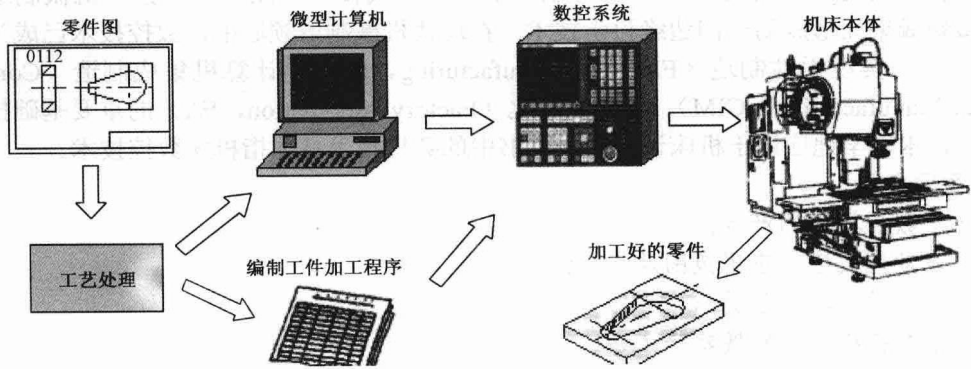 零件图
微型计算机
数控系统
机床本体
0112
工艺处理
编制工件加工程序
加工好的零件